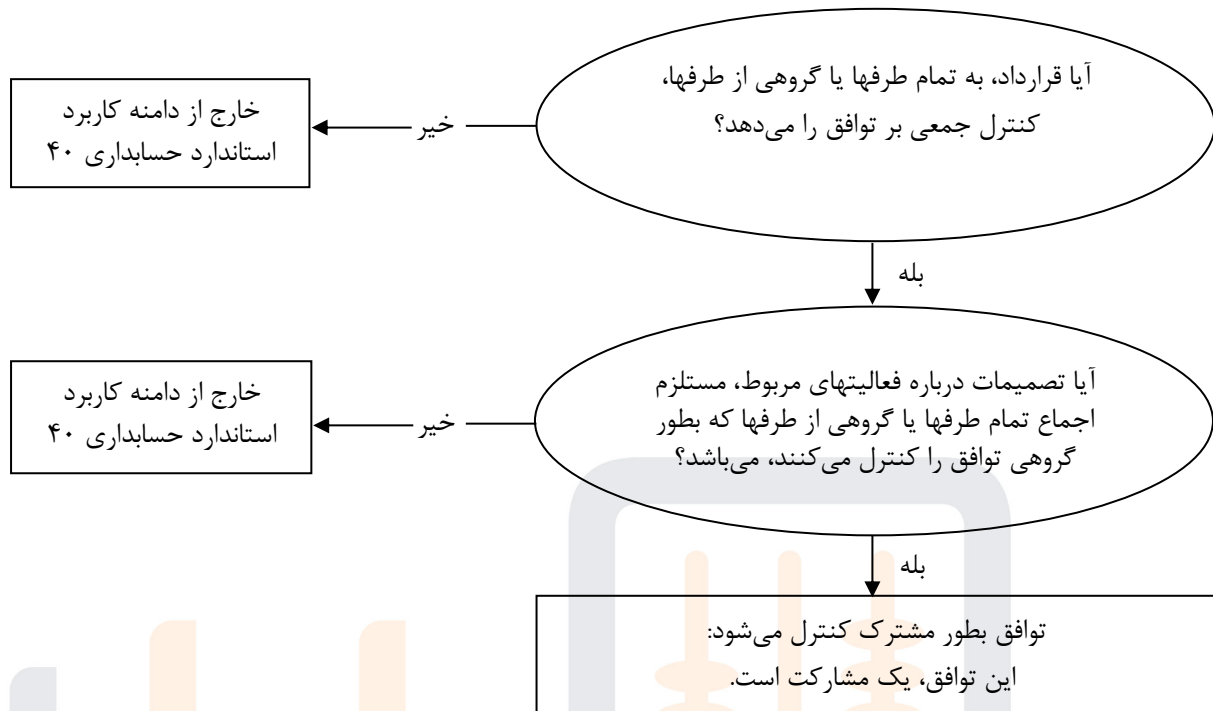 آیا قرارداد، به تمام طرفها یا گروهی از طرفها،
کنترل جمعی بر توافق را می‌دهد؟
خیر
خارج از دامنه کاربرد
استاندارد حسابداری ۴۰
بله
آیا تصمیمات درباره فعالیتهای مربوط، مستلزم
اجماع تمام طرفها یا گروهی از طرفها که بطور
گروهی توافق را کنترل می‌کنند، می‌باشد؟
خیر
خارج از دامنه کاربرد
استاندارد حسابداری ۴۰
بله
توافق بطور مشترک کنترل می‌شود:
این توافق، یک مشارکت است.